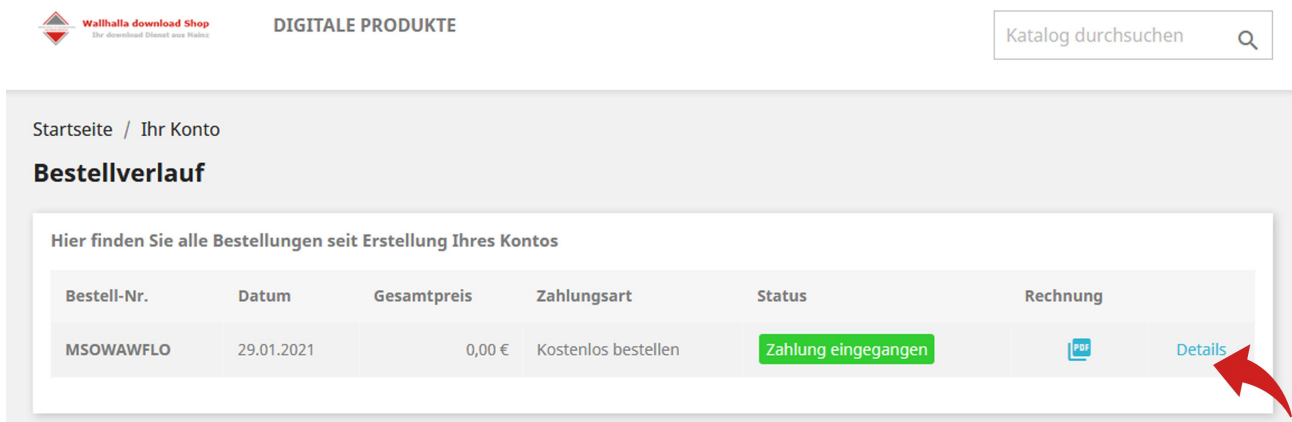 Wallhalla download Shop
Ihr download Dienst aus Mainz
DIGITALE PRODUKTE
Katalog durchsuchen
Startseite / Ihr Konto
Bestellverlauf
Hier finden Sie alle Bestellungen seit Erstellung Ihres Kontos
Bestell-Nr. Datum Gesamtpreis Zahlungsart Status Rechnung
MSOWAWFLO 29.01.2021 0,00 € Kostenlos bestellen Zahlung eingegangen PDF Details